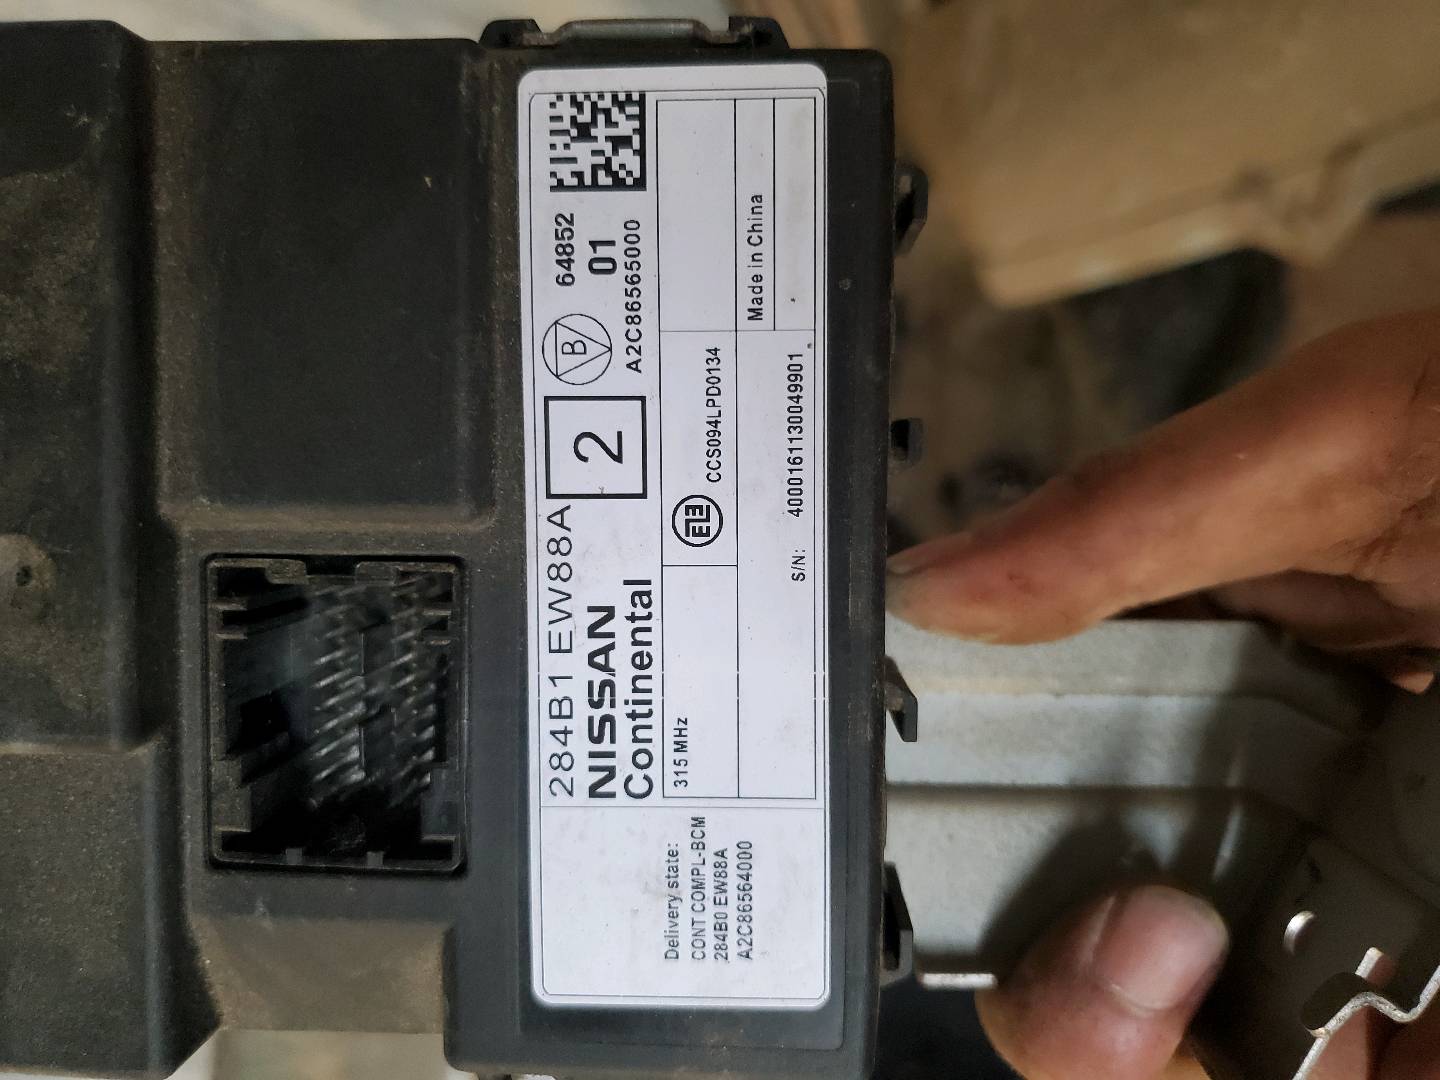 284B1 EW88A
NISSAN
Continental
2
B
64852
01
A2C86565000
315 MHz
CCS094LPD0134
Made in China
S/N: 4000161130049901
Delivery state:
CONT COMPL-BCM
284B0 EW88A
A2C86564000